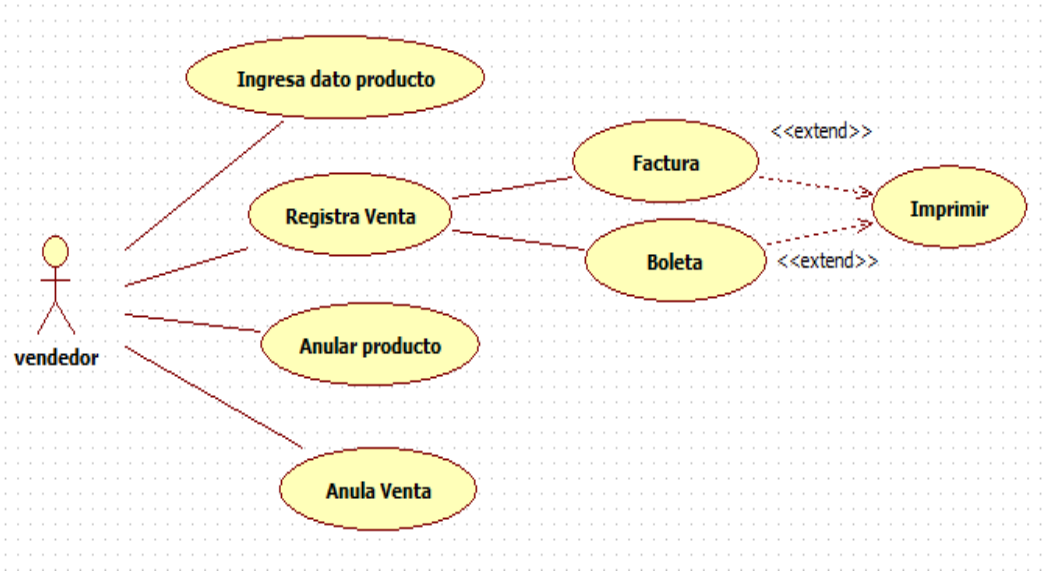 Ingresa dato producto
<<extend>>
Factura
Registra Venta
Imprimir
Boleta
<<extend>>
vendedor
Anular producto
Anula Venta